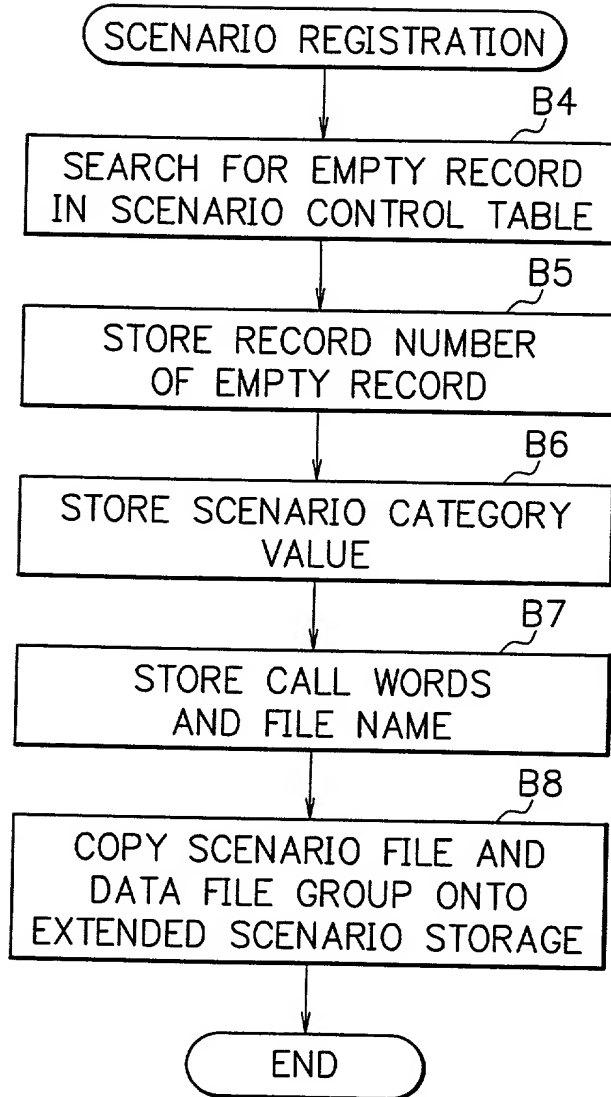 SCENARIO REGISTRATION
B4
SEARCH FOR EMPTY RECORD
IN SCENARIO CONTROL TABLE
B5
STORE RECORD NUMBER
OF EMPTY RECORD
B6
STORE SCENARIO CATEGORY
VALUE
B7
STORE CALL WORDS
AND FILE NAME
B8
COPY SCENARIO FILE AND
DATA FILE GROUP ONTO
EXTENDED SCENARIO STORAGE
END